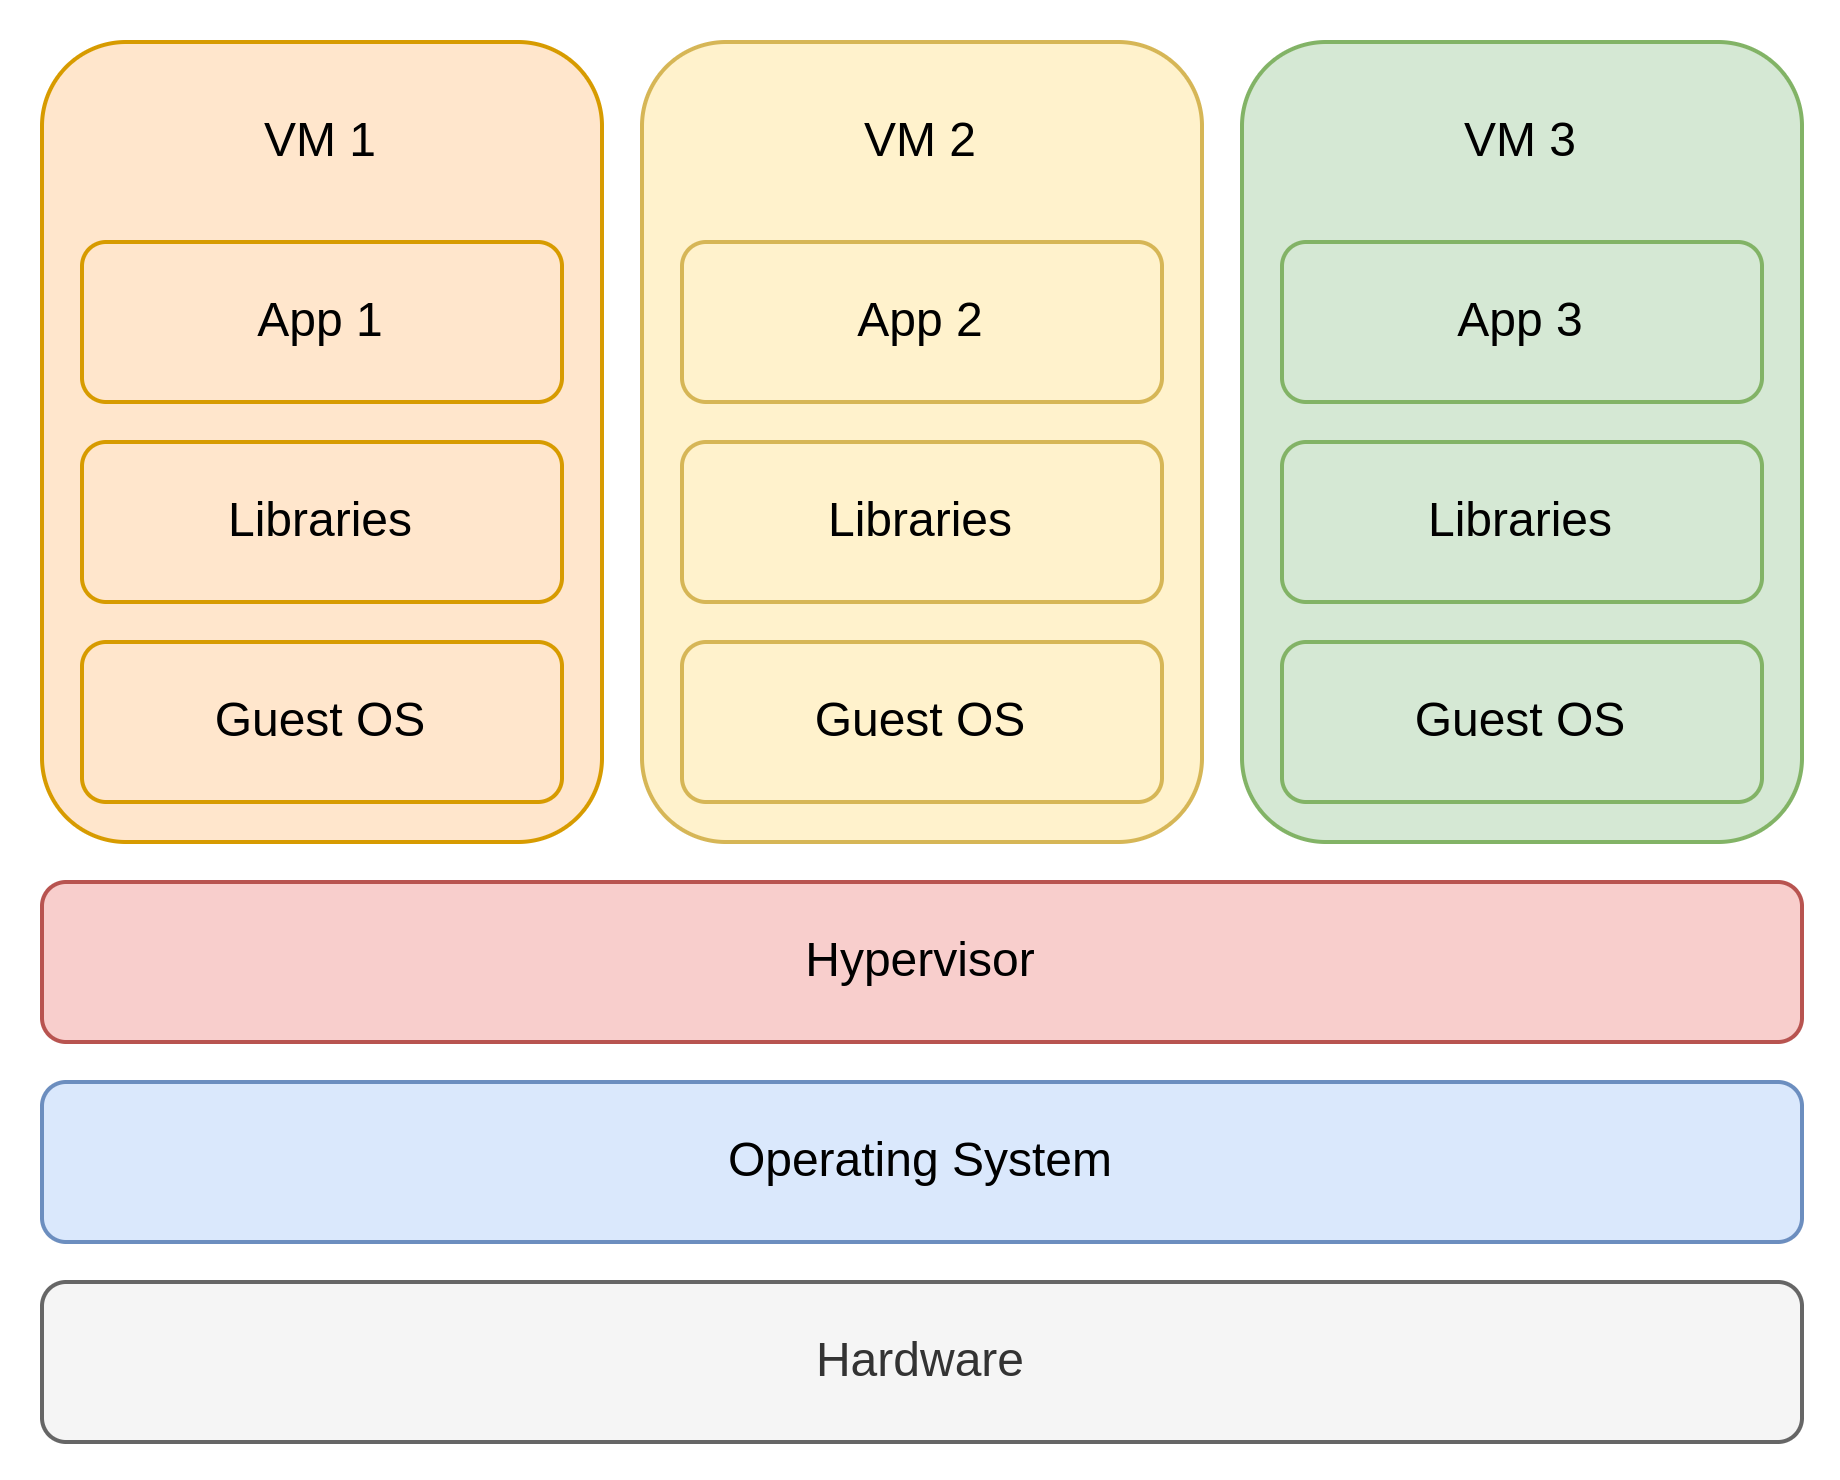 VM 1
VM 2
VM 3
App 1
App 2
App 3
Libraries
Libraries
Libraries
Guest OS
Guest OS
Guest OS
Hypervisor
Operating System
Hardware